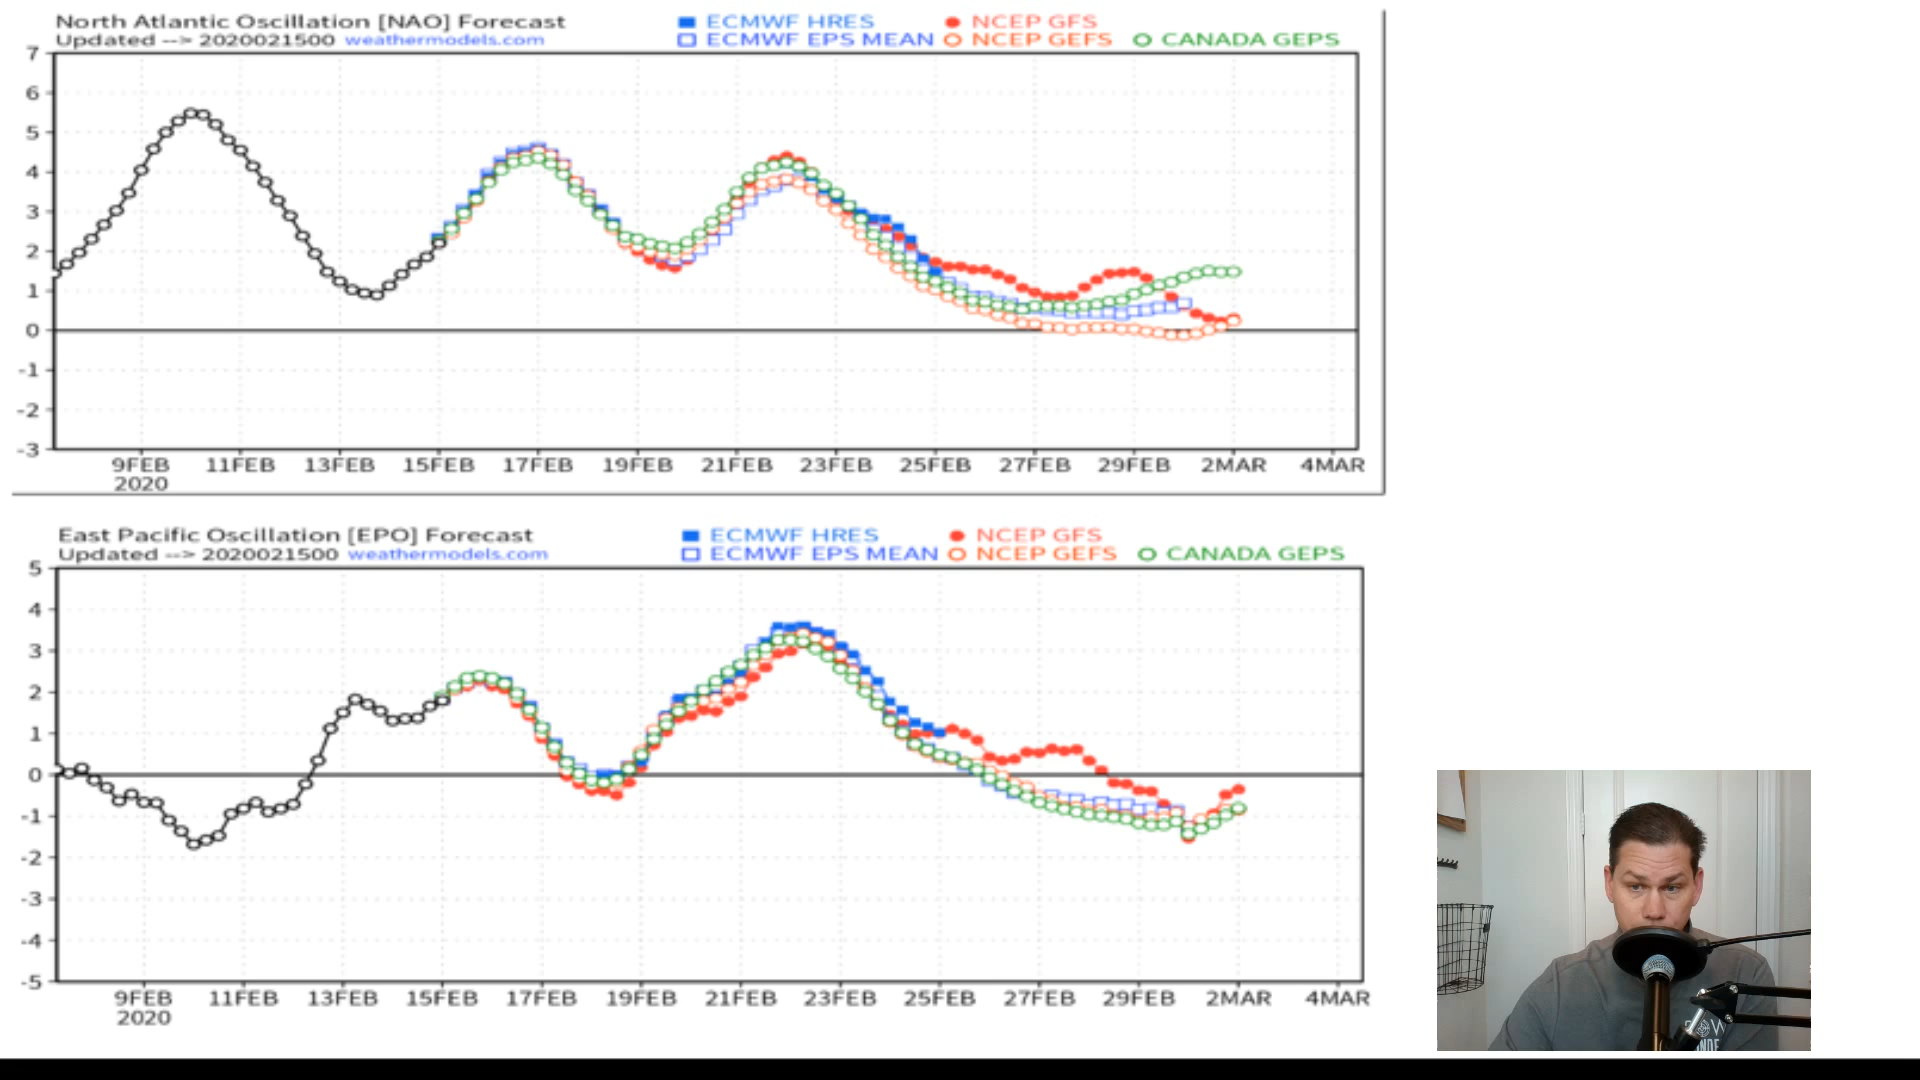 North Atlantic Oscillation [NAO] Forecast
Updated --> 2020021500 weathermodels.com
ECMWF HRES NCEP GFS
ECMWF EPS MEAN NCEP GEFS CANADA GEPS
7
6
5
4
3
2
1
0
-1
-2
-3
9FEB 11FEB 13FEB 15FEB 17FEB 19FEB 21FEB 23FEB 25FEB 27FEB 29FEB 2MAR 4MAR
2020
East Pacific Oscillation [EPO] Forecast
Updated --> 2020021500 weathermodels.com
ECMWF HRES NCEP GFS
ECMWF EPS MEAN NCEP GEFS CANADA GEPS
5
4
3
2
1
0
-1
-2
-3
-4
-5
9FEB 11FEB 13FEB 15FEB 17FEB 19FEB 21FEB 23FEB 25FEB 27FEB 29FEB 2MAR 4MAR
2020